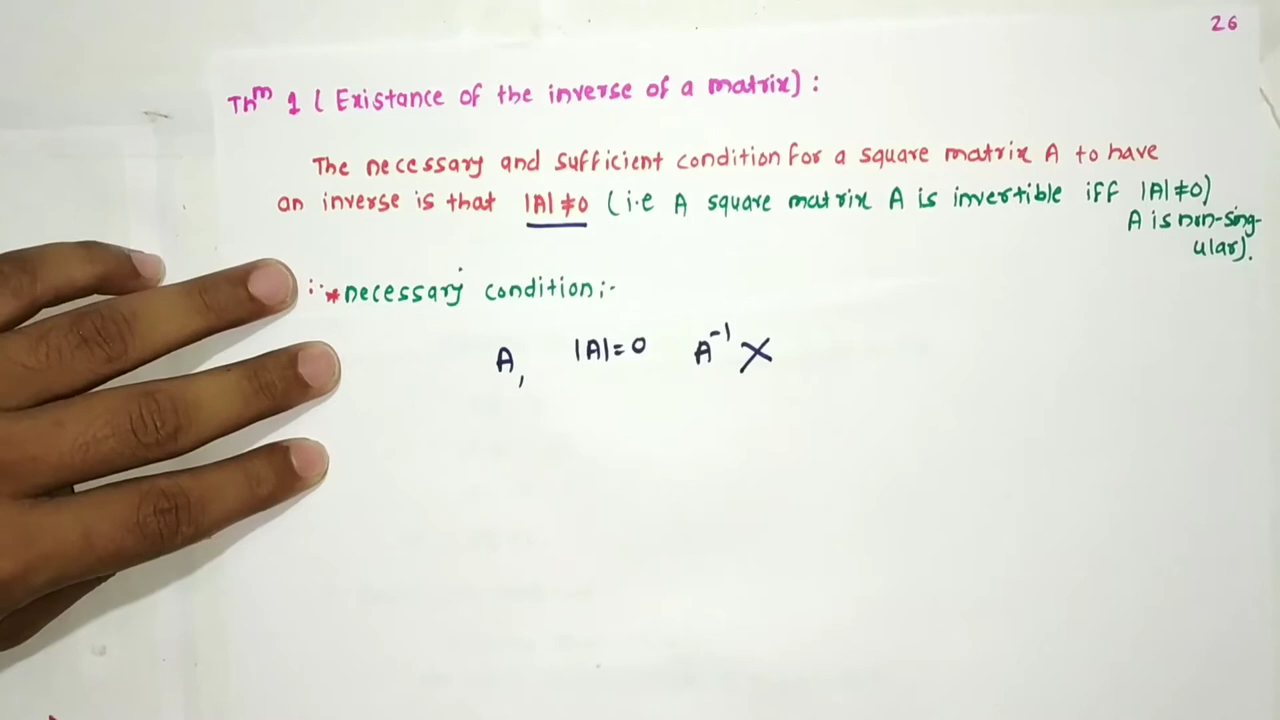 26
Thm 1 ( Existance of the inverse of a matrix) :
The necessary and sufficient condition for a square matrix A to have
an inverse is that |A| ≠ 0 (i.e A square matrix A is invertible iff |A| ≠ 0)
A is non-sing-
ular).
∴ * necessary condition :-
A, |A| = 0 A⁻¹ X